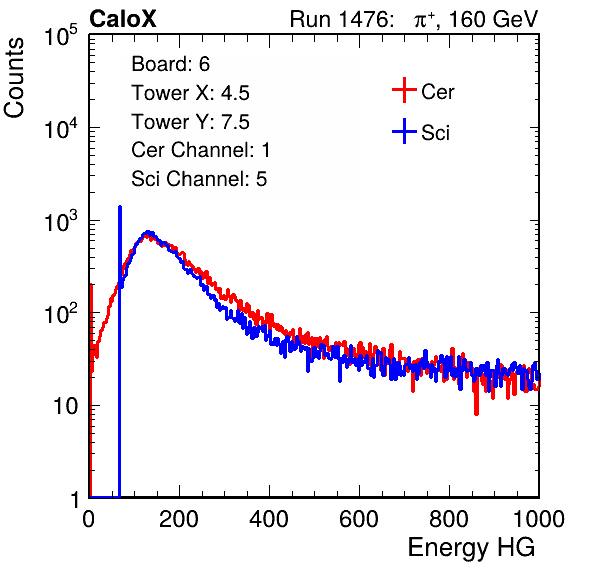 CaloX Run 1476: π⁺, 160 GeV
Counts
Board: 6
Tower X: 4.5
Tower Y: 7.5
Cer Channel: 1
Sci Channel: 5
Cer
Sci
10⁵
10⁴
10³
10²
10
1
0 200 400 600 800 1000
Energy HG